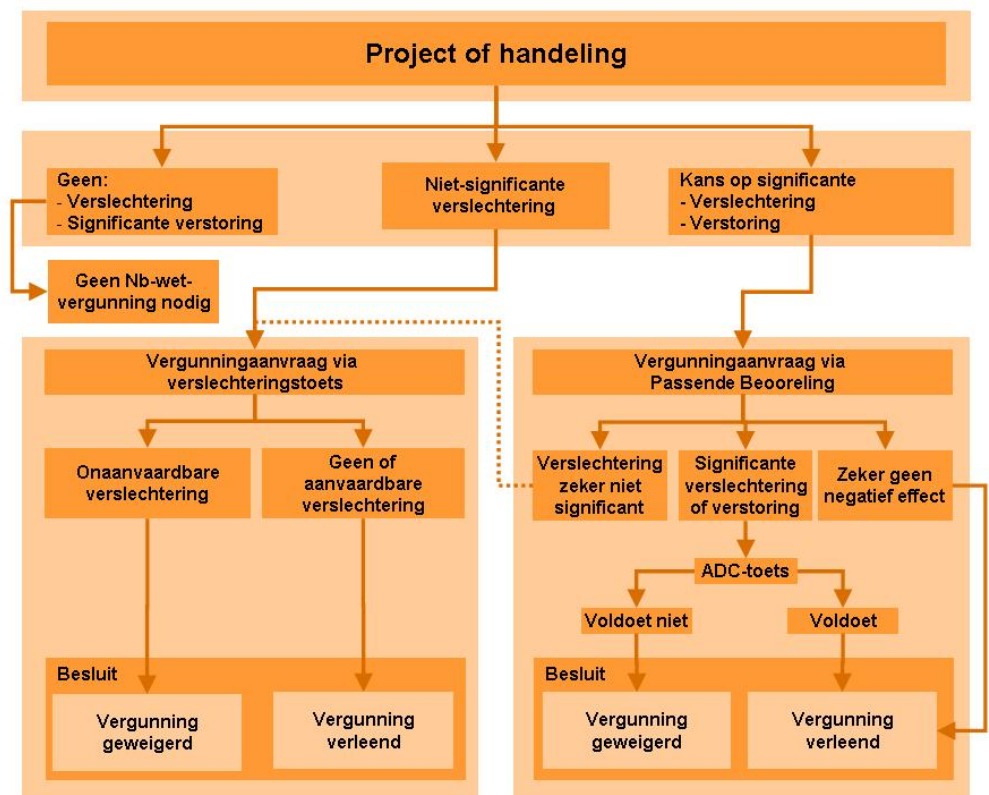 Project of handeling
Geen:
- Verslechtering
- Significante verstoring
Niet-significante
verslechtering
Kans op significante
- Verslechtering
- Verstoring
Geen Nb-wet-
vergunning nodig
Vergunningaanvraag via
verslechteringstoets
Onaanvaardbare
verslechtering
Geen of
aanvaardbare
verslechtering
Besluit
Vergunning
geweigerd
Vergunning
verleend
Vergunningaanvraag via
Passende Beooreling
Verslechtering
zeker niet
significant
Significante
verslechtering
of verstoring
Zeker geen
negatief effect
ADC-toets
Voldoet niet
Voldoet
Besluit
Vergunning
geweigerd
Vergunning
verleend